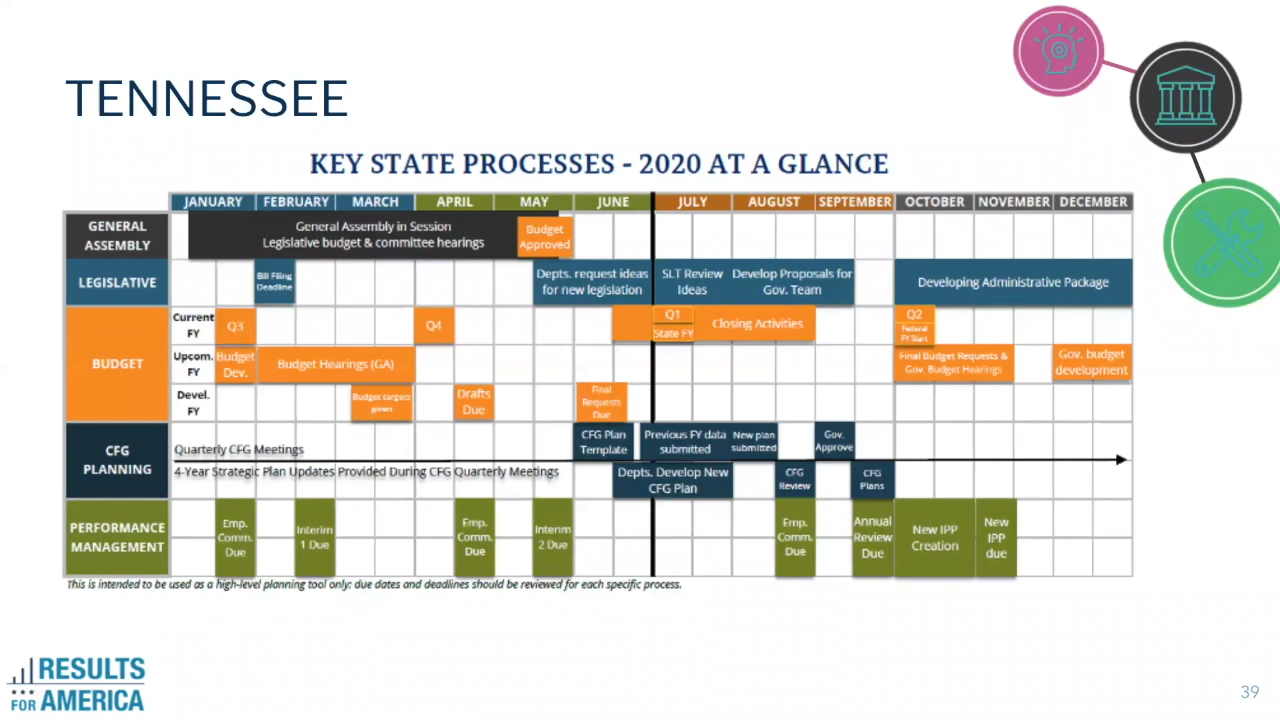 TENNESSEE
KEY STATE PROCESSES - 2020 AT A GLANCE
JANUARY FEBRUARY MARCH APRIL MAY JUNE JULY AUGUST SEPTEMBER OCTOBER NOVEMBER DECEMBER
GENERAL
ASSEMBLY
General Assembly in Session
Legislative budget & committee hearings
Budget
Approved
LEGISLATIVE
Bill Filing
Deadline
Depts. request ideas
for new legislation
SLT Review
Ideas
Develop Proposals for
Gov. Team
Developing Administrative Package
BUDGET
Current
FY
Q3
Q4
Q1
State FY
Closing Activities
Q2
Federal
FY Start
Upcom.
FY
Budget
Dev.
Budget Hearings (GA)
Final Budget Requests &
Gov. Budget Hearings
Gov. budget
development
Devel.
FY
Budget targets
given
Drafts
Due
Final
Requests
Due
CFG
PLANNING
Quarterly CFG Meetings
CFG Plan
Template
Previous FY data
submitted
New plan
submitted
Gov.
Approve
4-Year Strategic Plan Updates Provided During CFG Quarterly Meetings
Depts. Develop New
CFG Plan
CFG
Review
CFG
Plans
PERFORMANCE
MANAGEMENT
Emp.
Comm.
Due
Interim
1 Due
Emp.
Comm.
Due
Interim
2 Due
Emp.
Comm.
Due
Annual
Review
Due
New IPP
Creation
New
IPP
due
This is intended to be used as a high-level planning tool only; due dates and deadlines should be reviewed for each specific process.
RESULTS
FOR AMERICA
39